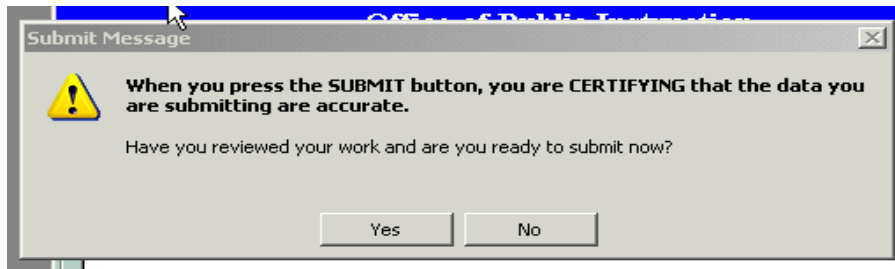 Office of Public Instruction
Submit Message
When you press the SUBMIT button, you are CERTIFYING that the data you
are submitting are accurate.
Have you reviewed your work and are you ready to submit now?
Yes No